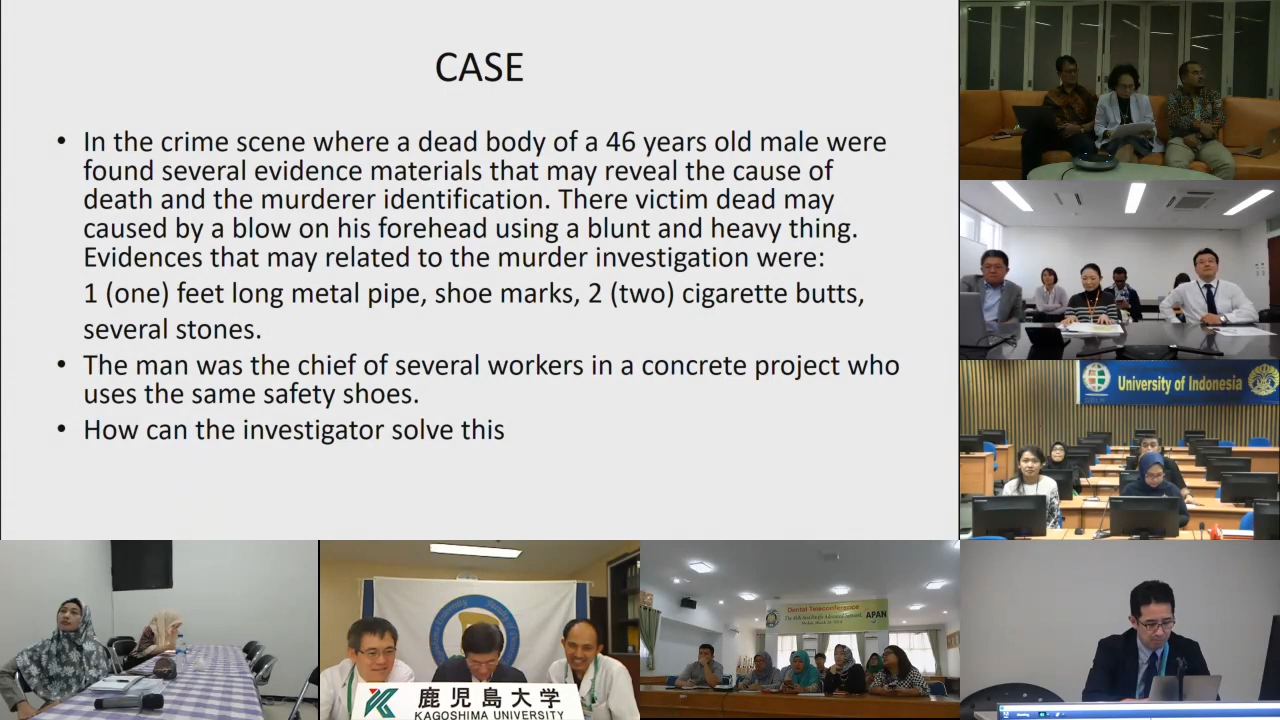 CASE
• In the crime scene where a dead body of a 46 years old male were
found several evidence materials that may reveal the cause of
death and the murderer identification. There victim dead may
caused by a blow on his forehead using a blunt and heavy thing.
Evidences that may related to the murder investigation were:
1 (one) feet long metal pipe, shoe marks, 2 (two) cigarette butts,
several stones.
• The man was the chief of several workers in a concrete project who
uses the same safety shoes.
• How can the investigator solve this
University of Indonesia
鹿児島大学
KAGOSHIMA UNIVERSITY
Dental Teleconference
APAN